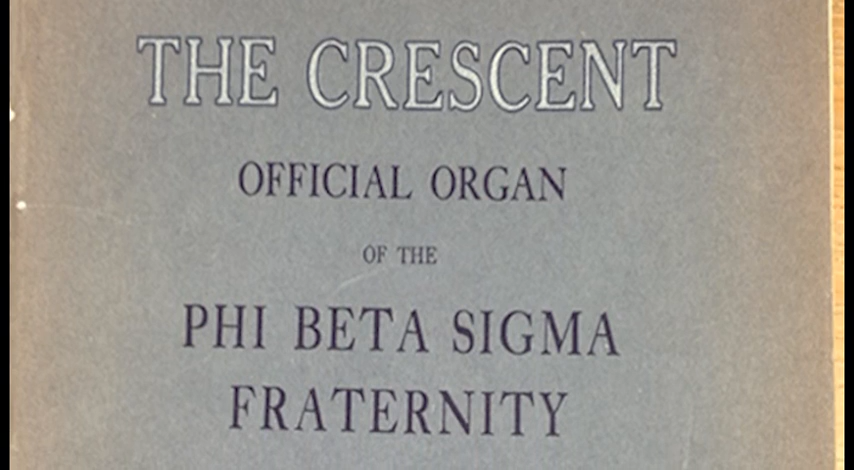 THE CRESCENT
OFFICIAL ORGAN
OF THE
PHI BETA SIGMA
FRATERNITY